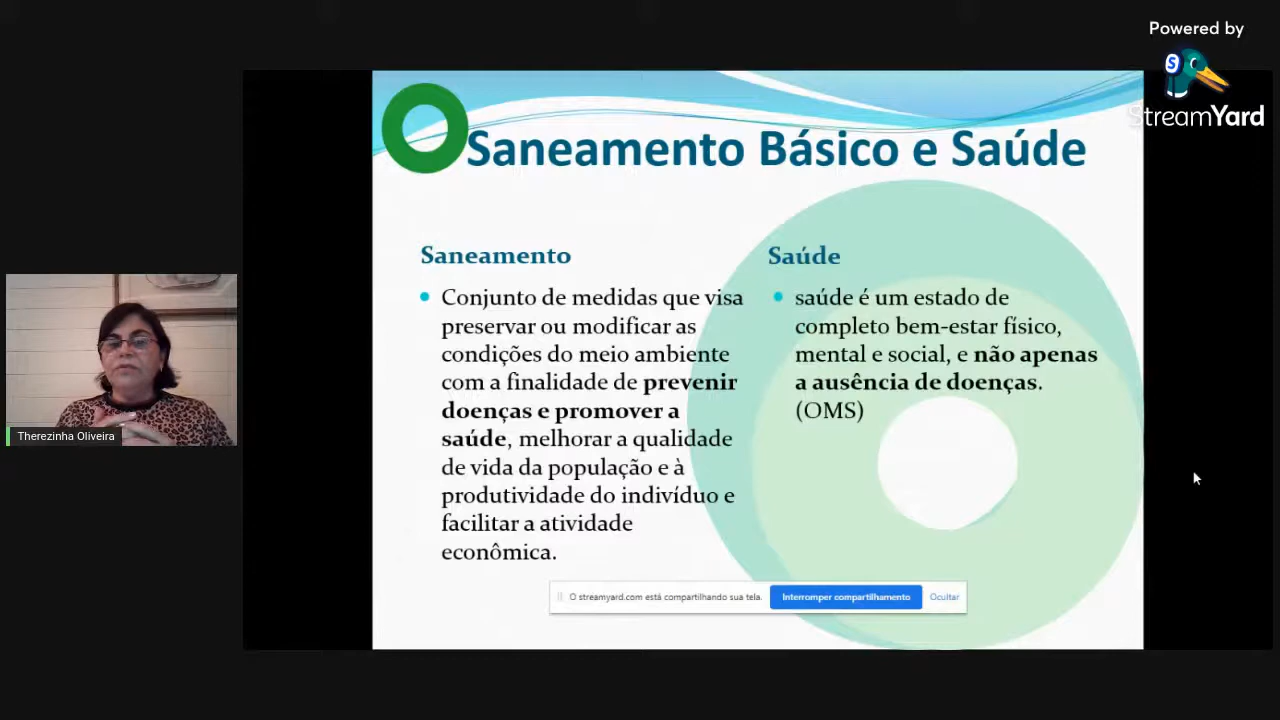 Powered by
StreamYard
Saneamento Básico e Saúde
Saneamento
Conjunto de medidas que visa
preservar ou modificar as
condições do meio ambiente
com a finalidade de prevenir
doenças e promover a
saúde, melhorar a qualidade
de vida da população e à
produtividade do indivíduo e
facilitar a atividade
econômica.
Saúde
saúde é um estado de
completo bem-estar físico,
mental e social, e não apenas
a ausência de doenças.
(OMS)
Therezinha Oliveira
O streamyard.com está compartilhando sua tela.
Interromper compartilhamento
Ocultar